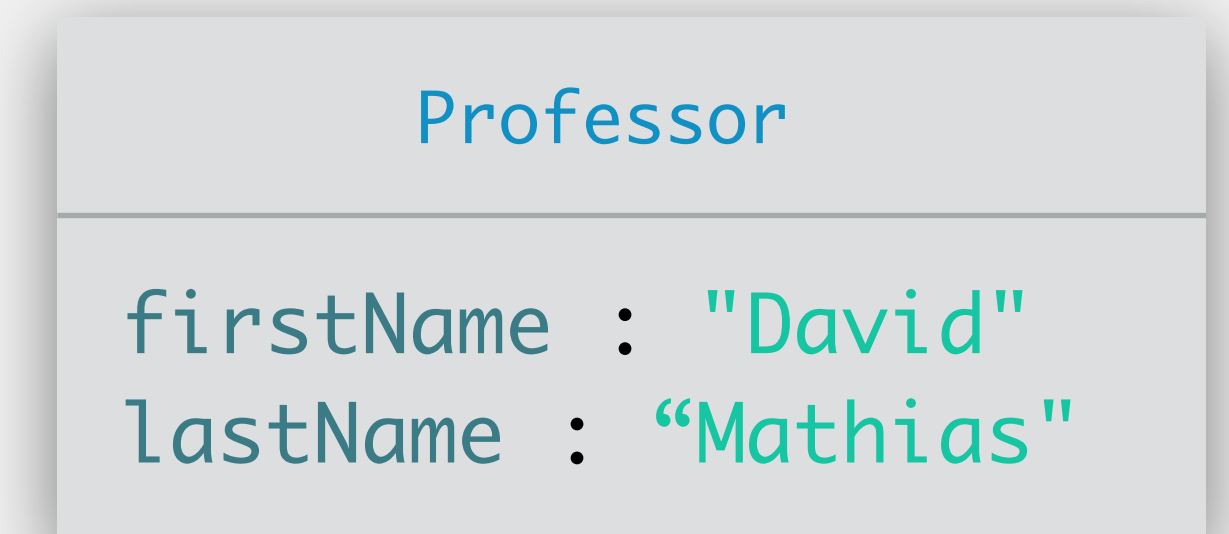 Professor
firstName : "David"
lastName : “Mathias"